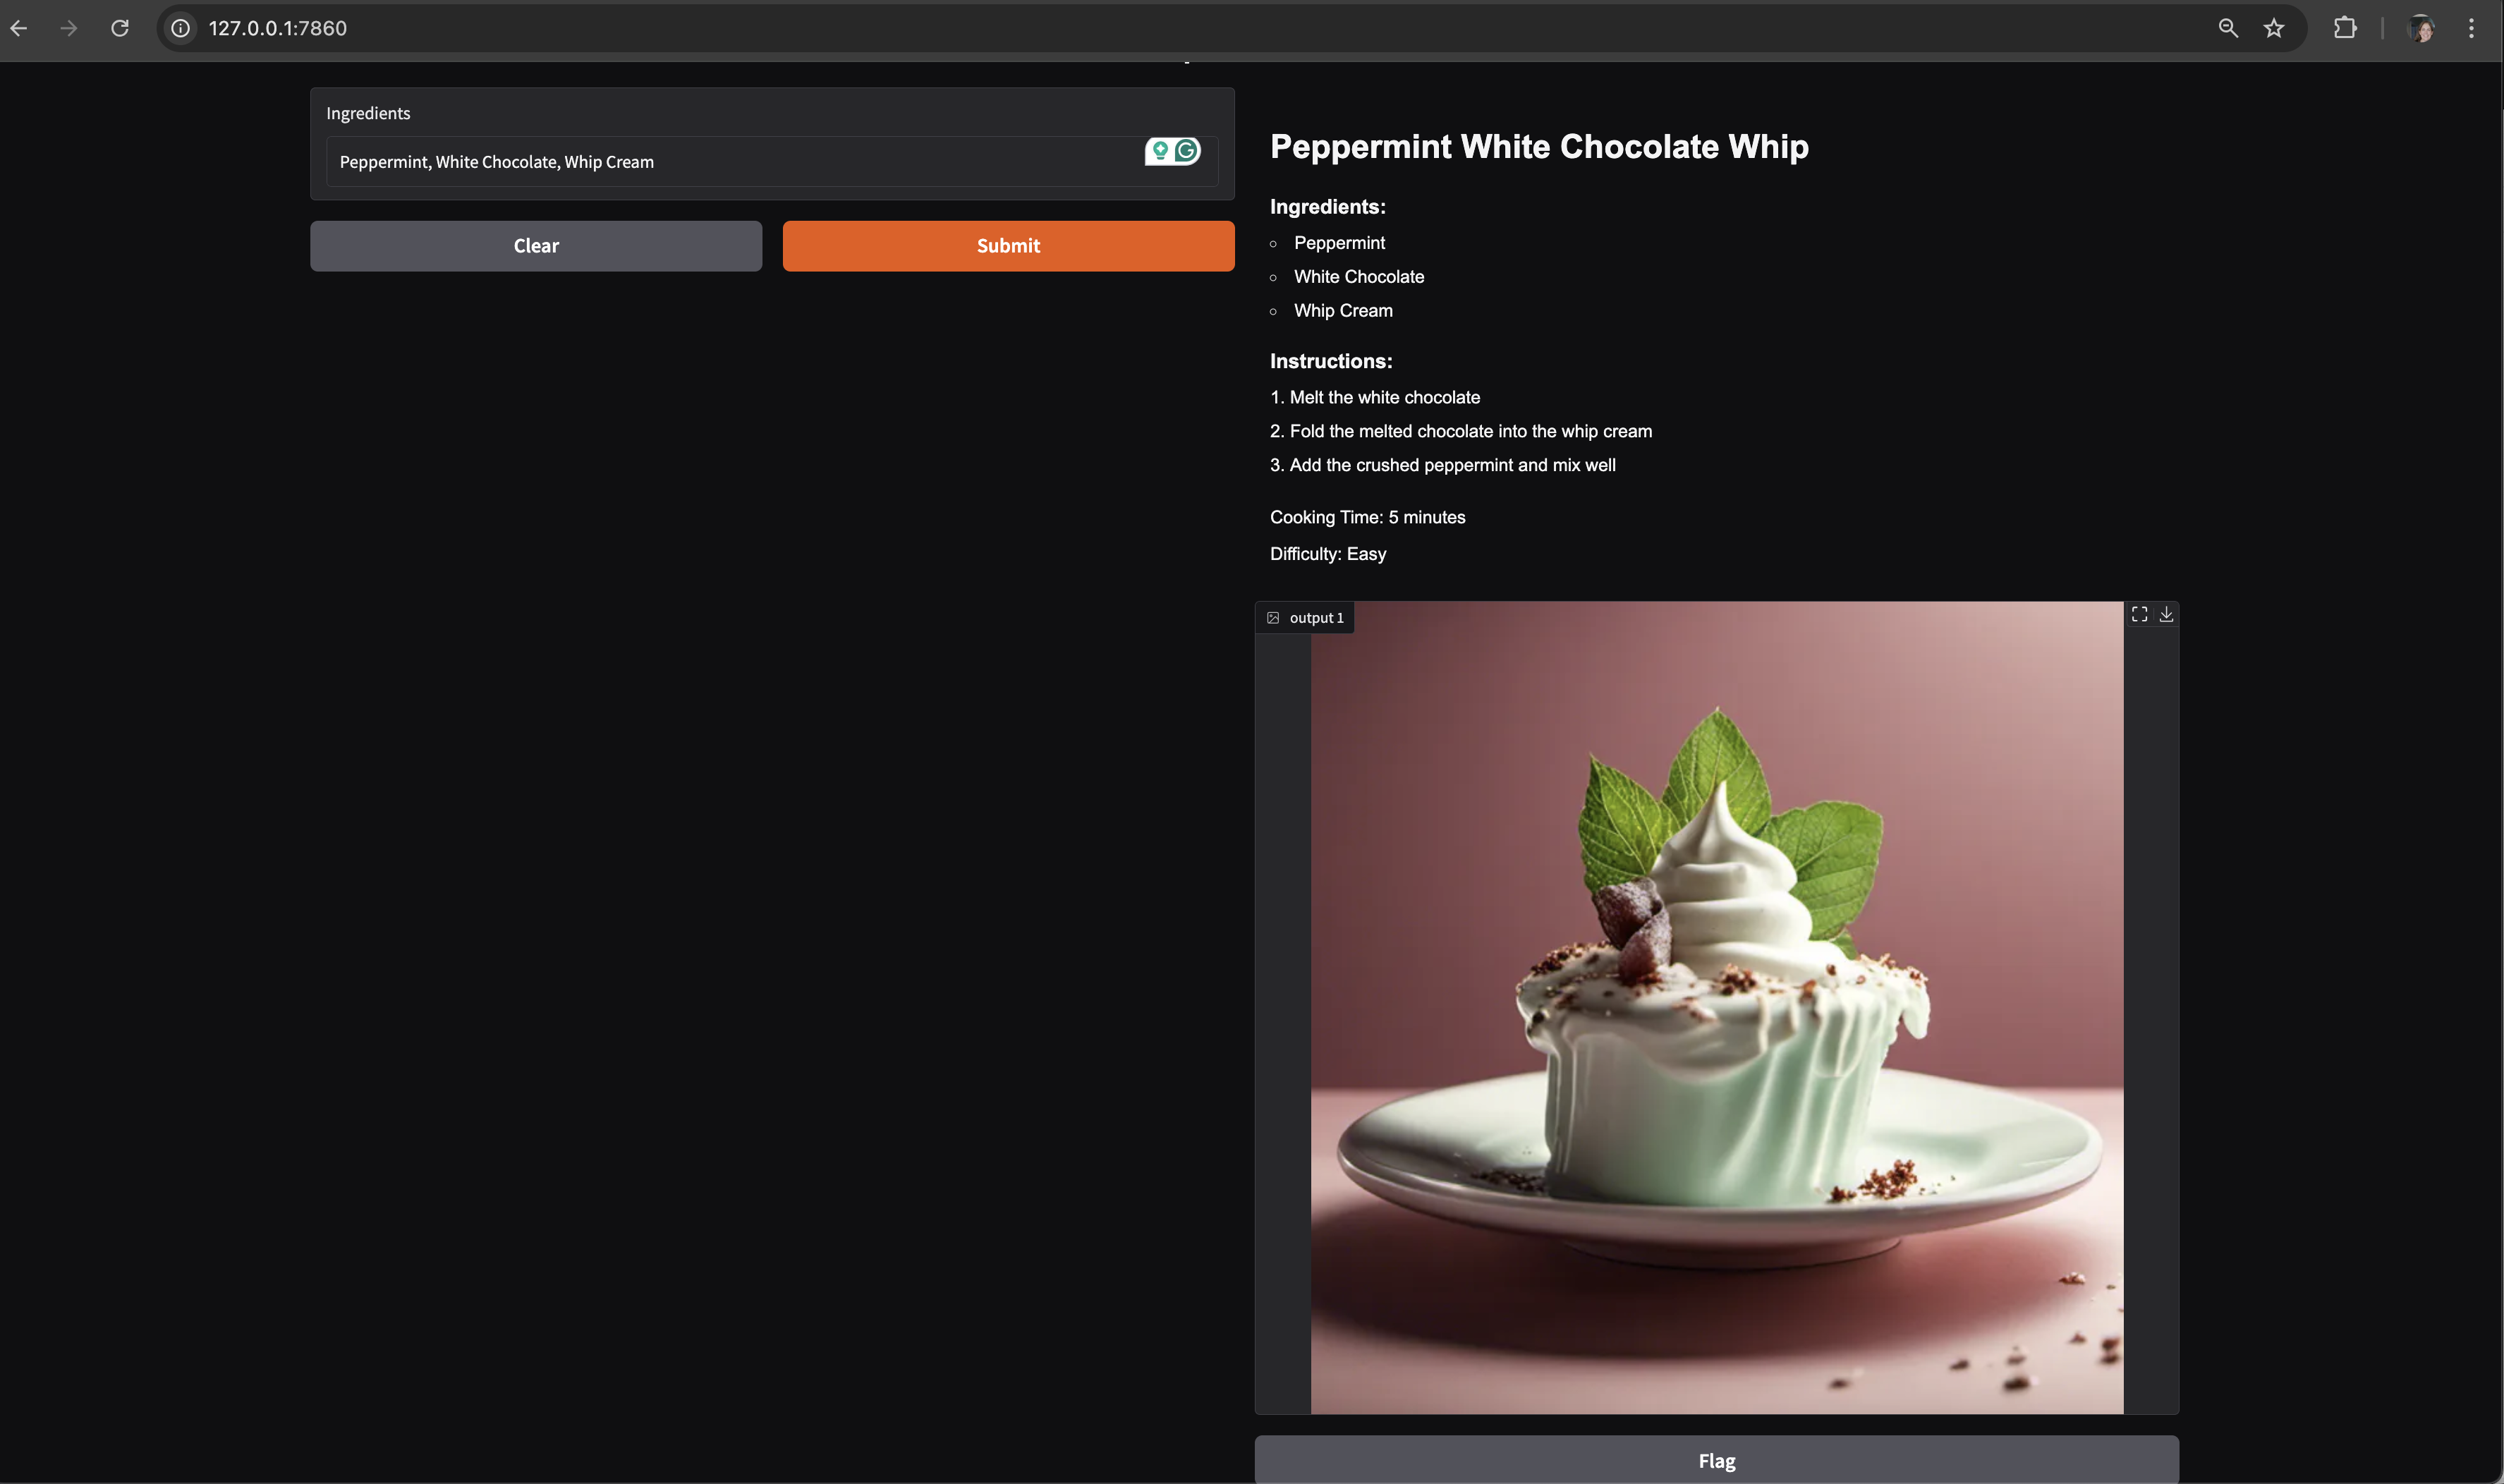 127.0.0.1:7860
Ingredients
Peppermint, White Chocolate, Whip Cream
Clear
Submit
Peppermint White Chocolate Whip
Ingredients:
Peppermint
White Chocolate
Whip Cream
Instructions:
1. Melt the white chocolate
2. Fold the melted chocolate into the whip cream
3. Add the crushed peppermint and mix well
Cooking Time: 5 minutes
Difficulty: Easy
output 1
Flag